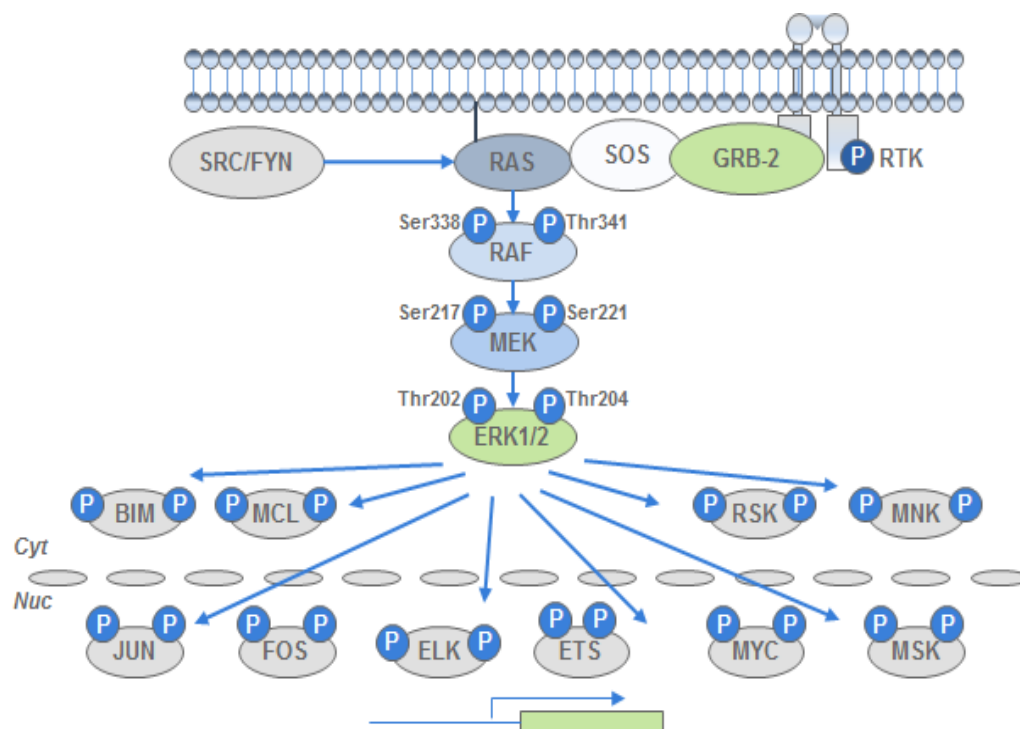 SRC/FYN RAS SOS GRB-2 P RTK
Ser338 P P Thr341
RAF
Ser217 P P Ser221
MEK
Thr202 P P Thr204
ERK1/2
P BIM P P MCL P P RSK P P MNK P
Cyt
Nuc
P P P P P P P P P P P P
JUN FOS ELK ETS MYC MSK